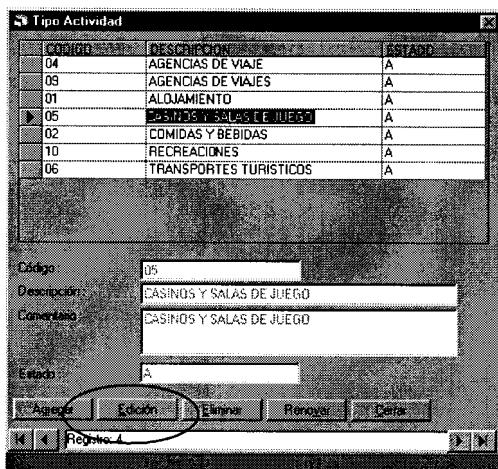 Tipo Actividad
CODIGO DESCRIPCION ESTADO
04 AGENCIAS DE VIAJE A
09 AGENCIAS DE VIAJES A
01 ALOJAMIENTO A
05 CASINOS Y SALAS DE JUEGO A
02 COMIDAS Y BEBIDAS A
10 RECREACIONES A
06 TRANSPORTES TURISTICOS A
Código : 05
Descripción : CASINOS Y SALAS DE JUEGO
Comentario : CASINOS Y SALAS DE JUEGO
Estado : A
Agregar Edición Eliminar Renovar Cerrar
Registro: 4